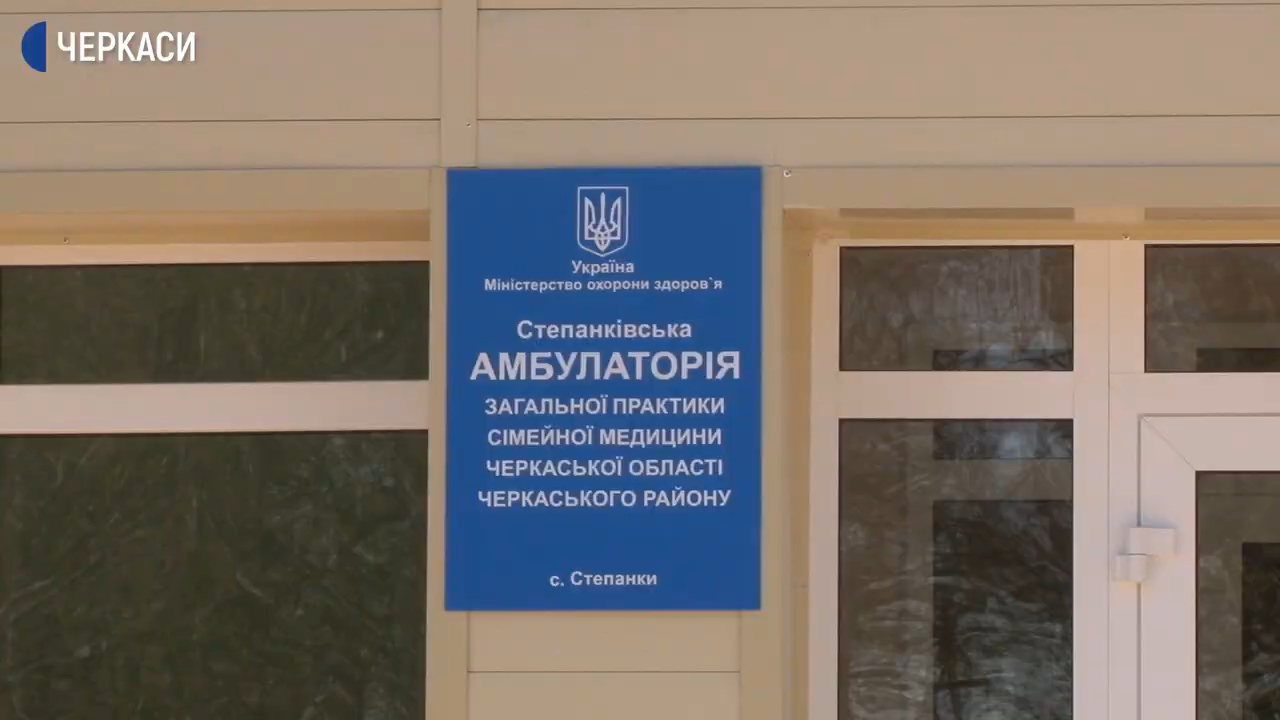 ЧЕРКАСИ
Україна
Міністерство охорони здоров`я
Степанківська
АМБУЛАТОРІЯ
ЗАГАЛЬНОЇ ПРАКТИКИ
СІМЕЙНОЇ МЕДИЦИНИ
ЧЕРКАСЬКОЇ ОБЛАСТІ
ЧЕРКАСЬКОГО РАЙОНУ
с. Степанки